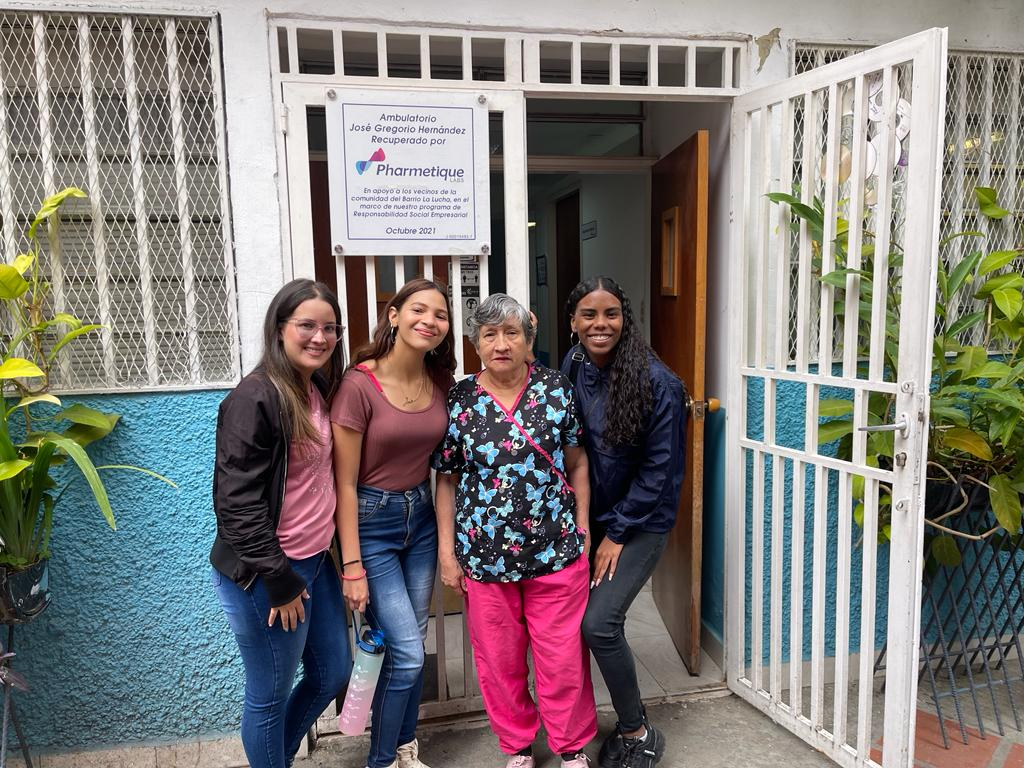 Ambulatorio
José Gregorio Hernández
Recuperado por
Pharmetique
LABS
En apoyo a los vecinos de la
comunidad del Barrio La Lucha, en el
marco de nuestro programa de
Responsabilidad Social Empresarial
Octubre 2021